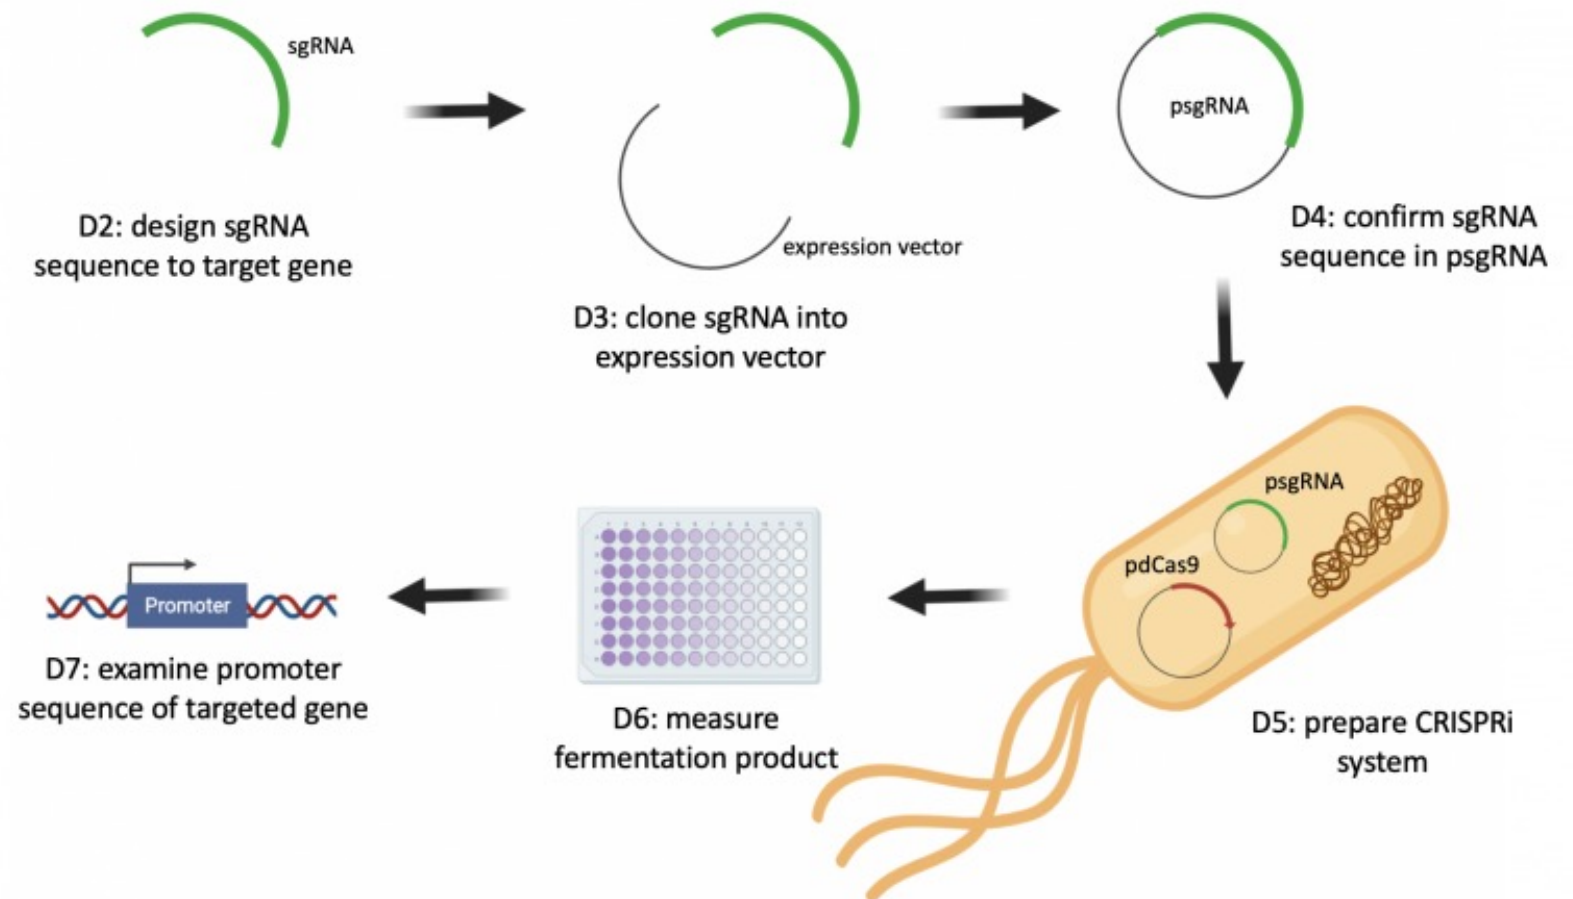 sgRNA
D2: design sgRNA
sequence to target gene
expression vector
D3: clone sgRNA into
expression vector
psgRNA
D4: confirm sgRNA
sequence in psgRNA
psgRNA
pdCas9
D5: prepare CRISPRi
system
D6: measure
fermentation product
Promoter
D7: examine promoter
sequence of targeted gene